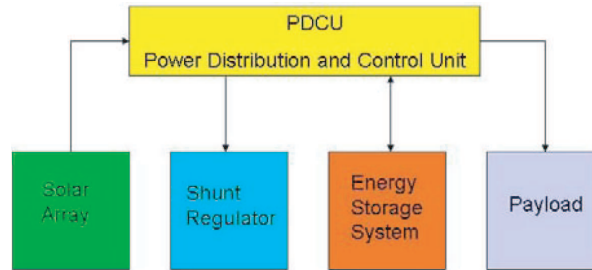 PDCU
Power Distribution and Control Unit
Solar
Array
Shunt
Regulator
Energy
Storage
System
Payload